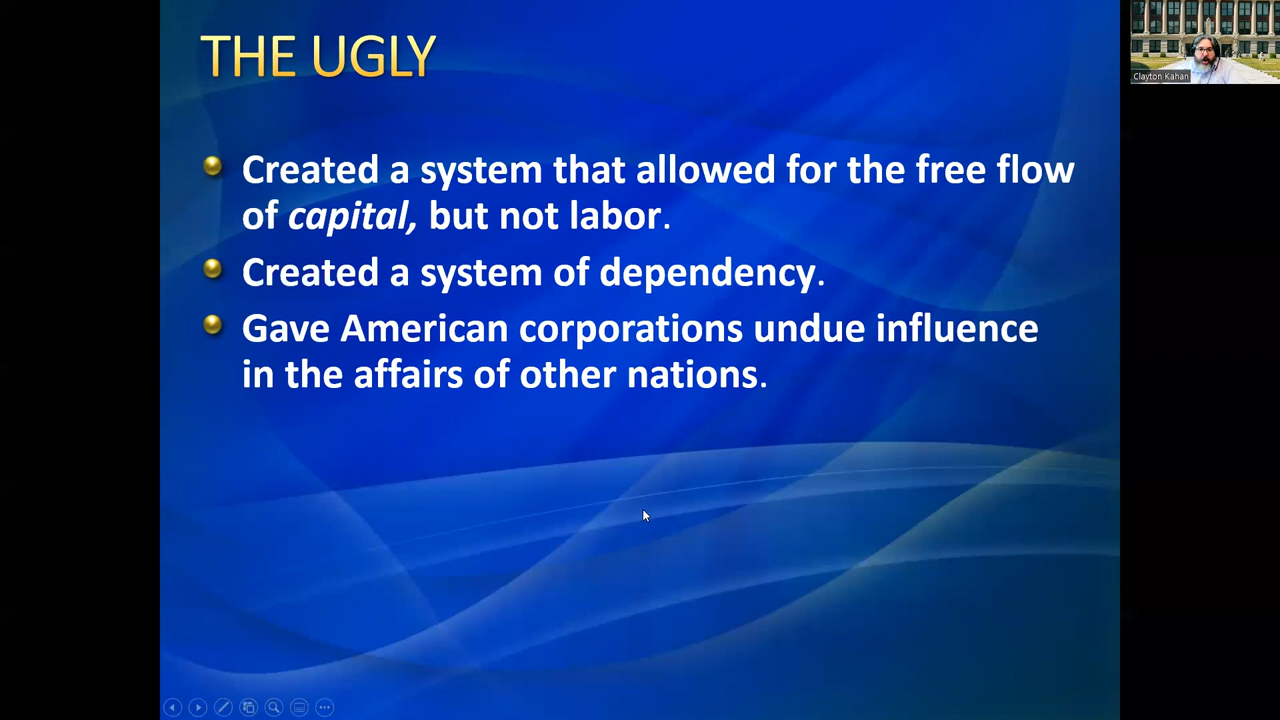 THE UGLY
Created a system that allowed for the free flow
of capital, but not labor.
Created a system of dependency.
Gave American corporations undue influence
in the affairs of other nations.
Clayton Kahan